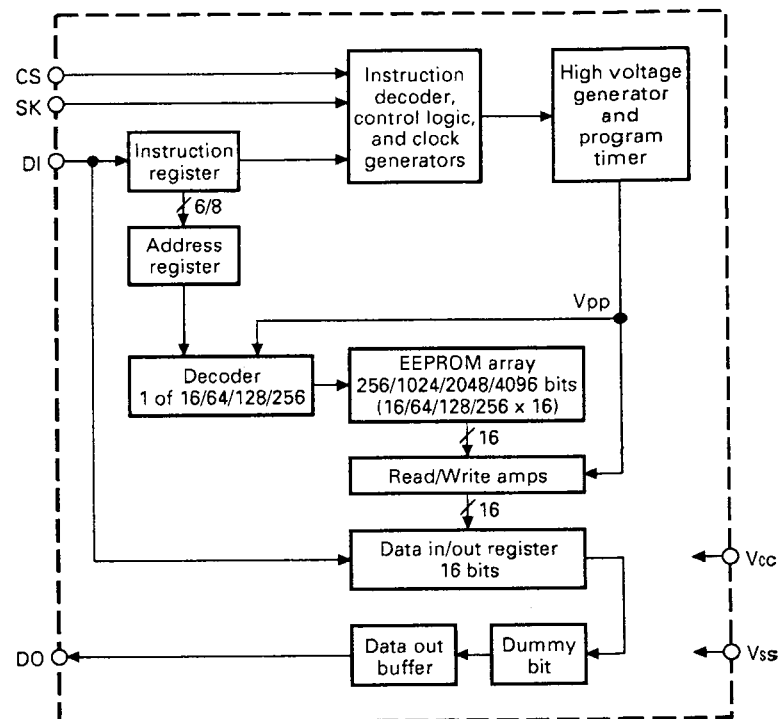 CS
SK
DI
Instruction
decoder,
control logic,
and clock
generators
High voltage
generator
and
program
timer
Instruction
register
6/8
Address
register
Vpp
Decoder
1 of 16/64/128/256
EEPROM array
256/1024/2048/4096 bits
(16/64/128/256 x 16)
16
Read/Write amps
16
Data in/out register
16 bits
Vcc
DO
Data out
buffer
Dummy
bit
Vss